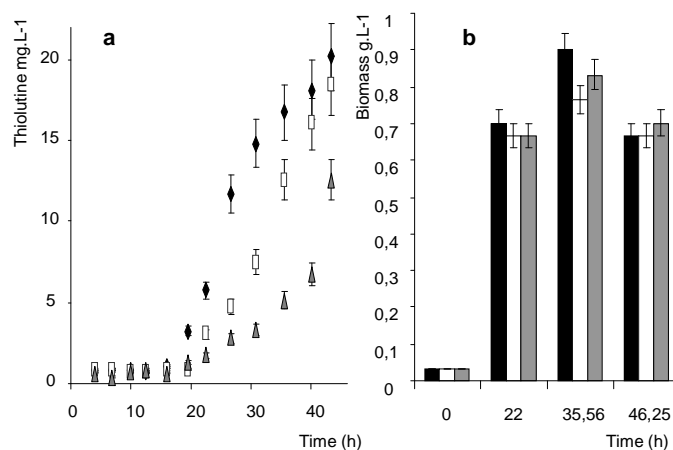 a
Thiolutine mg.L-1
20
15
10
5
0
0 10 20 30 40
Time (h)
b
Biomass g.L-1
1
0,9
0,8
0,7
0,6
0,5
0,4
0,3
0,2
0,1
0
0 22 35,56 46,25
Time (h)